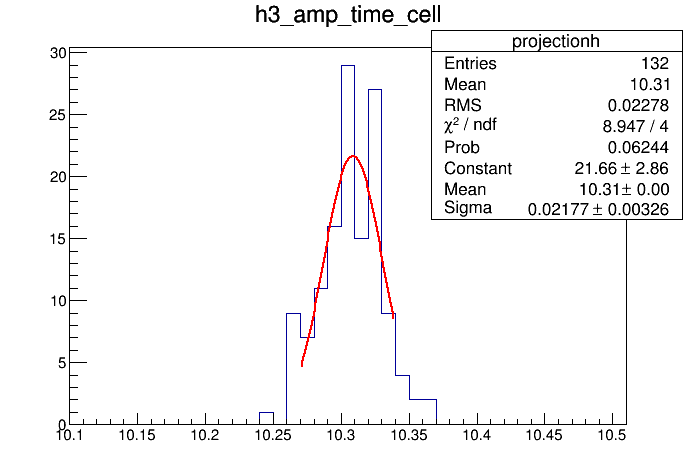 h3_amp_time_cell
projectionh
Entries 132
Mean 10.31
RMS 0.02278
χ² / ndf 8.947 / 4
Prob 0.06244
Constant 21.66 ± 2.86
Mean 10.31 ± 0.00
Sigma 0.02177 ± 0.00326
30
25
20
15
10
5
0
10.1 10.15 10.2 10.25 10.3 10.35 10.4 10.45 10.5